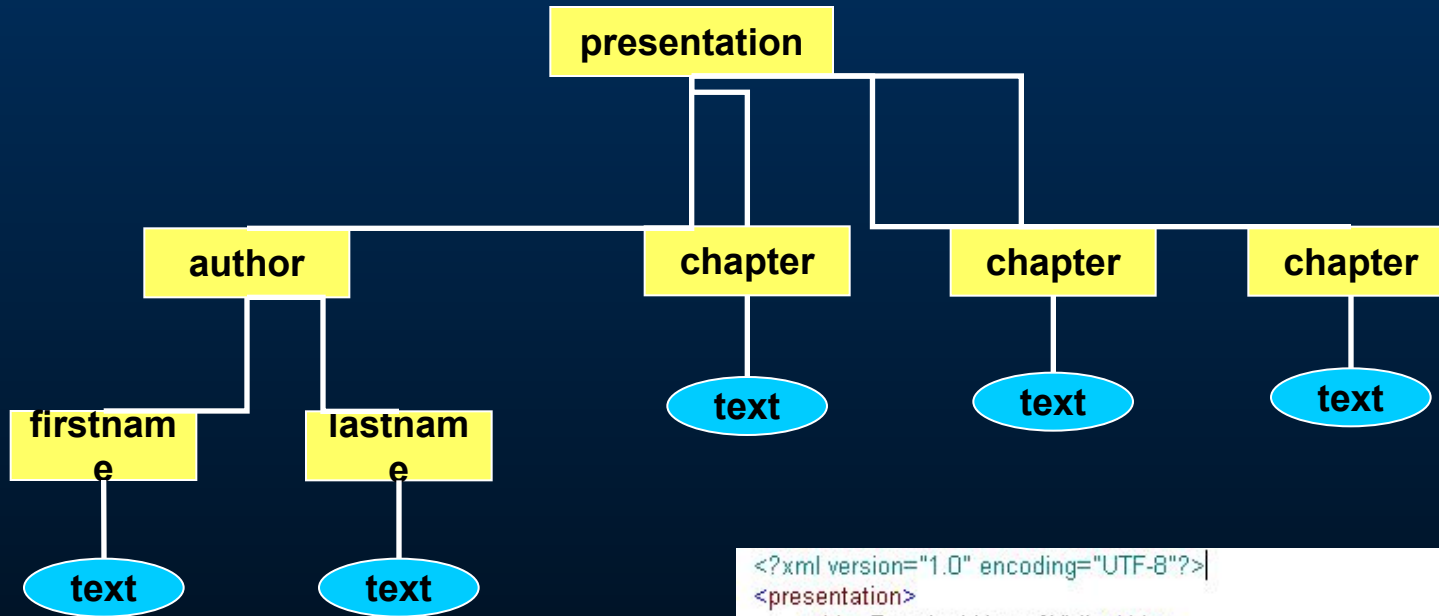 presentation
author
chapter
chapter
chapter
text
text
text
firstnam
e
lastnam
e
text
text
<?xml version="1.0" encoding="UTF-8"?>
<presentation>